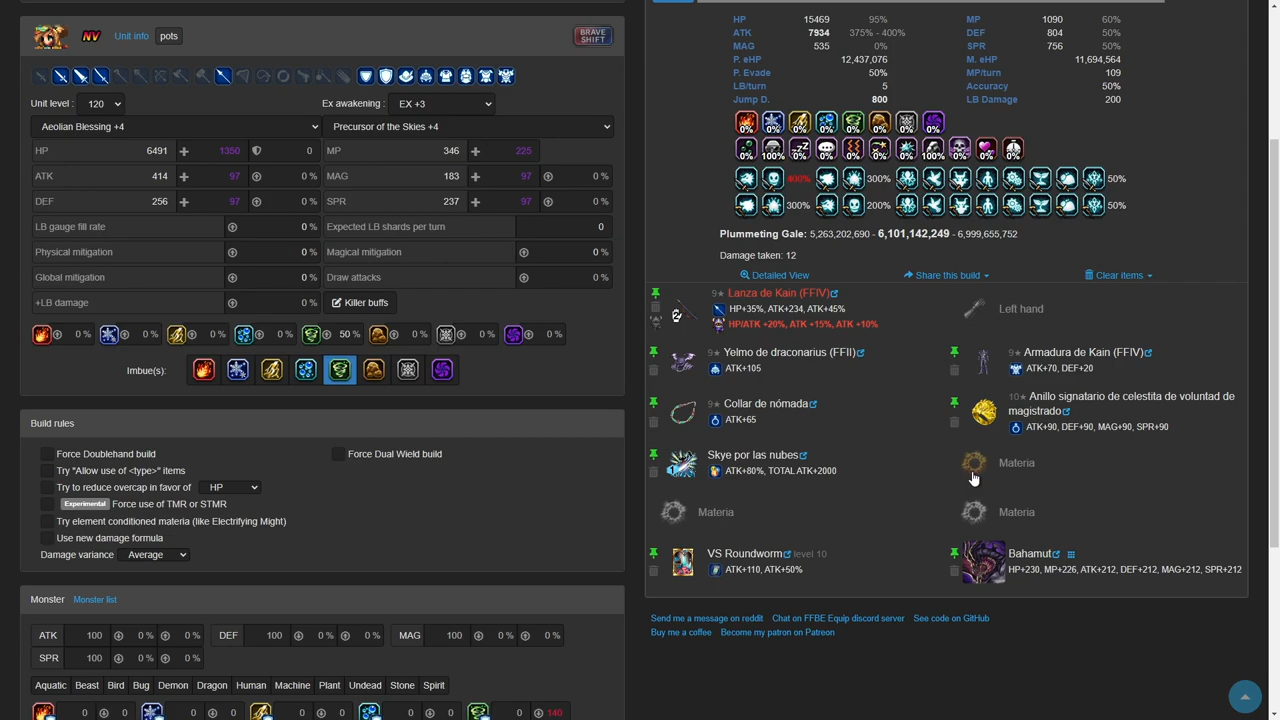 NV Unit info pots BRAVE SHIFT
Unit level : 120 Ex awakening : EX +3
Aeolian Blessing +4 Precursor of the Skies +4
HP 6491 1350 0 MP 346 225
ATK 414 97 0 % MAG 183 97 0 %
DEF 256 97 0 % SPR 237 97 0 %
LB gauge fill rate 0 % Expected LB shards per turn 0
Physical mitigation 0 % Magical mitigation 0 %
Global mitigation 0 % Draw attacks 0 %
+LB damage 0 % Killer buffs
0 % 0 % 0 % 0 % 50 % 0 % 0 % 0 %
Imbue(s):
Build rules
Force Doublehand build Force Dual Wield build
Try "Allow use of <type>" items
Try to reduce overcap in favor of HP
Experimental Force use of TMR or STMR
Try element conditioned materia (like Electrifying Might)
Use new damage formula
Damage variance Average
Monster Monster list
ATK 100 0 % 0 % DEF 100 0 % 0 % MAG 100 0 % 0 %
SPR 100 0 % 0 %
Aquatic Beast Bird Bug Demon Dragon Human Machine Plant Undead Stone Spirit
0 0 0 0 0 0 0 0 0 140
HP 15469 95% MP 1090 60%
ATK 7934 375% - 400% DEF 804 50%
MAG 535 0% SPR 756 50%
P. eHP 12,437,076 M. eHP 11,694,564
P. Evade 50% MP/turn 109
LB/turn 5 Accuracy 50%
Jump D. 800 LB Damage 200
0% 0% 0% 0% 0% 0% 0% 0%
0% 100% 0% 0% 0% 0% 0% 100% 0% 0% 0%
400% 300% 50%
300% 200% 50%
Plummeting Gale: 5,263,202,690 - 6,101,142,249 - 6,999,655,752
Damage taken: 12
Detailed View Share this build Clear items
9★ Lanza de Kain (FFIV)
HP+35%, ATK+234, ATK+45%
HP/ATK +20%, ATK +15%, ATK +10%
Left hand
9★ Yelmo de draconarius (FFII)
ATK+105
9★ Armadura de Kain (FFIV)
ATK+70, DEF+20
9★ Collar de nómada
ATK+65
10★ Anillo signatario de celestita de voluntad de
magistrado
ATK+90, DEF+90, MAG+90, SPR+90
Skye por las nubes
ATK+80%, TOTAL ATK+2000
Materia
Materia
Materia
VS Roundworm level 10
ATK+110, ATK+50%
Bahamut
HP+230, MP+226, ATK+212, DEF+212, MAG+212, SPR+212
Send me a message on reddit Chat on FFBE Equip discord server See code on GitHub
Buy me a coffee Become my patron on Patreon